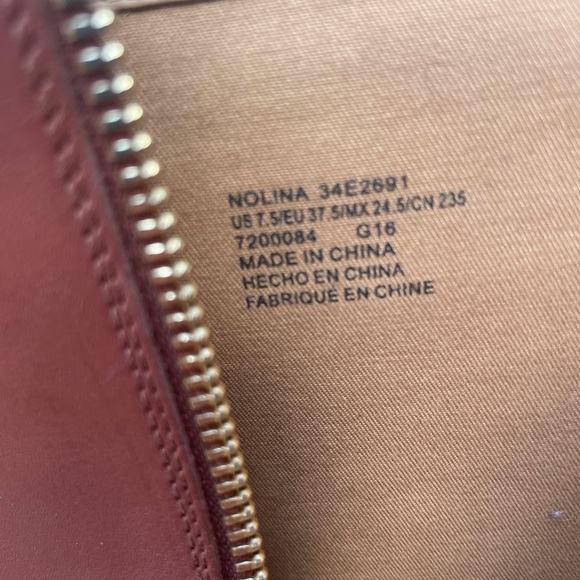 NOLINA 34E2691
US 7.5/EU 37.5/MX 24.5/CN 235
7200084 G16
MADE IN CHINA
HECHO EN CHINA
FABRIQUE EN CHINE